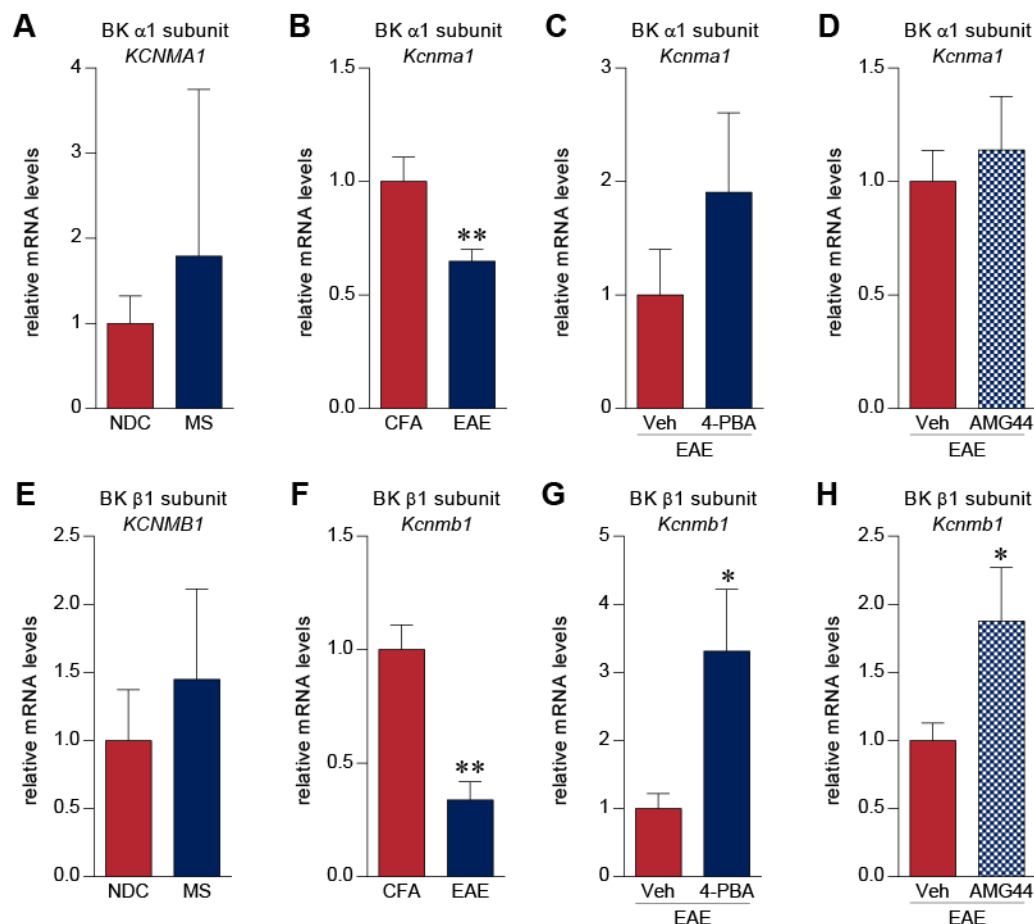 A
BK α1 subunit
KCNMA1
relative mRNA levels
4
3
2
1
0
NDC MS
B
BK α1 subunit
Kcnma1
relative mRNA levels
1.5
1.0
0.5
0.0
**
CFA EAE
C
BK α1 subunit
Kcnma1
relative mRNA levels
3
2
1
0
Veh 4-PBA
EAE
D
BK α1 subunit
Kcnma1
relative mRNA levels
1.5
1.0
0.5
0.0
Veh AMG44
EAE
E
BK β1 subunit
KCNMB1
relative mRNA levels
2.5
2.0
1.5
1.0
0.5
0.0
NDC MS
F
BK β1 subunit
Kcnmb1
relative mRNA levels
1.5
1.0
0.5
0.0
**
CFA EAE
G
BK β1 subunit
Kcnmb1
relative mRNA levels
5
4
3
2
1
0
*
Veh 4-PBA
EAE
H
BK β1 subunit
Kcnmb1
relative mRNA levels
2.5
2.0
1.5
1.0
0.5
0.0
*
Veh AMG44
EAE